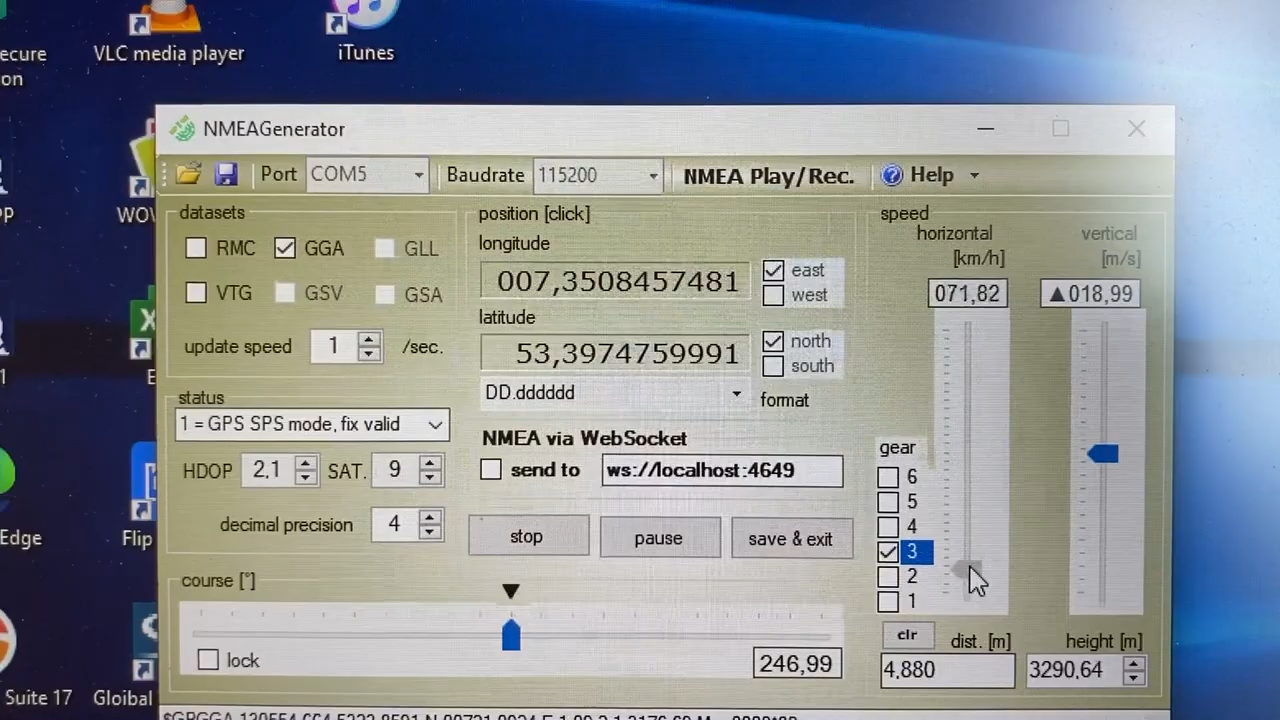 ecure
on
VLC media player
iTunes
NMEAGenerator
Port COM5 Baudrate 115200 NMEA Play/Rec. Help
datasets
RMC GGA GLL
VTG GSV GSA
update speed 1 /sec.
status
1 = GPS SPS mode, fix valid
HDOP 2,1 SAT. 9
decimal precision 4
position [click]
longitude
007,3508457481
east
west
latitude
53,3974759991
north
south
DD.dddddd
format
NMEA via WebSocket
send to ws://localhost:4649
stop pause save & exit
speed
horizontal
[km/h]
071,82
vertical
[m/s]
▲018,99
gear
6
5
4
3
2
1
clr
dist. [m] height [m]
4,880 3290,64
course [°]
lock
246,99
PP
WOW
Edge
Flip
Suite 17
Gloibal